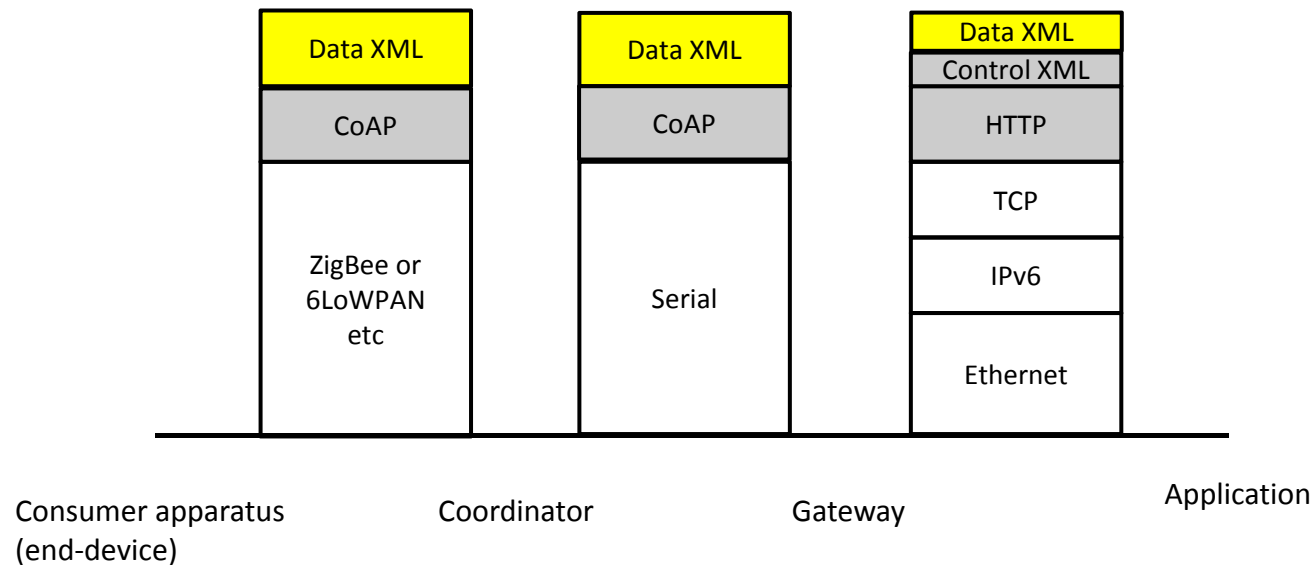 Data XML
CoAP
ZigBee or
6LoWPAN
etc
Data XML
CoAP
Serial
Data XML
Control XML
HTTP
TCP
IPv6
Ethernet
Consumer apparatus
(end-device)
Coordinator
Gateway
Application